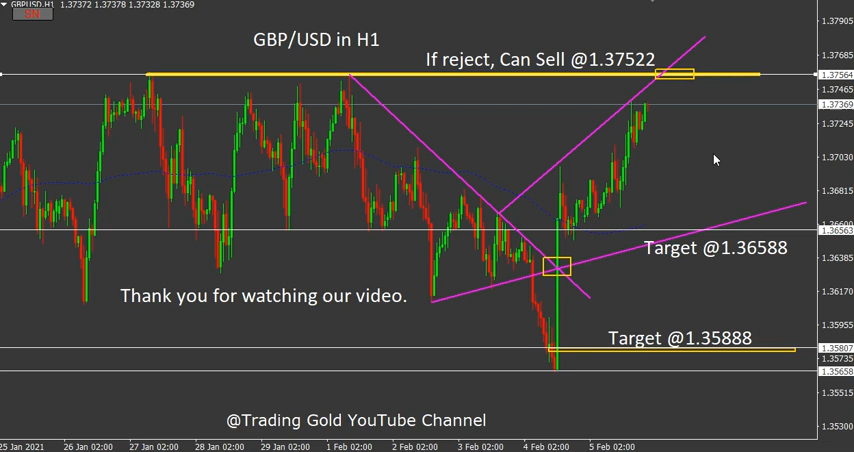 GBPUSD,H1 1.37372 1.37378 1.37328 1.37369
GBP/USD in H1
If reject, Can Sell @1.37522
Target @1.36588
Thank you for watching our video.
Target @1.35888
@Trading Gold YouTube Channel
1.37905
1.37685
1.37564
1.37465
1.37369
1.37245
1.37030
1.36815
1.36600
1.36563
1.36385
1.36170
1.35955
1.35807
1.35735
1.35658
1.35515
1.35300
25 Jan 2021 26 Jan 02:00 27 Jan 02:00 28 Jan 02:00 29 Jan 02:00 1 Feb 02:00 2 Feb 02:00 3 Feb 02:00 4 Feb 02:00 5 Feb 02:00